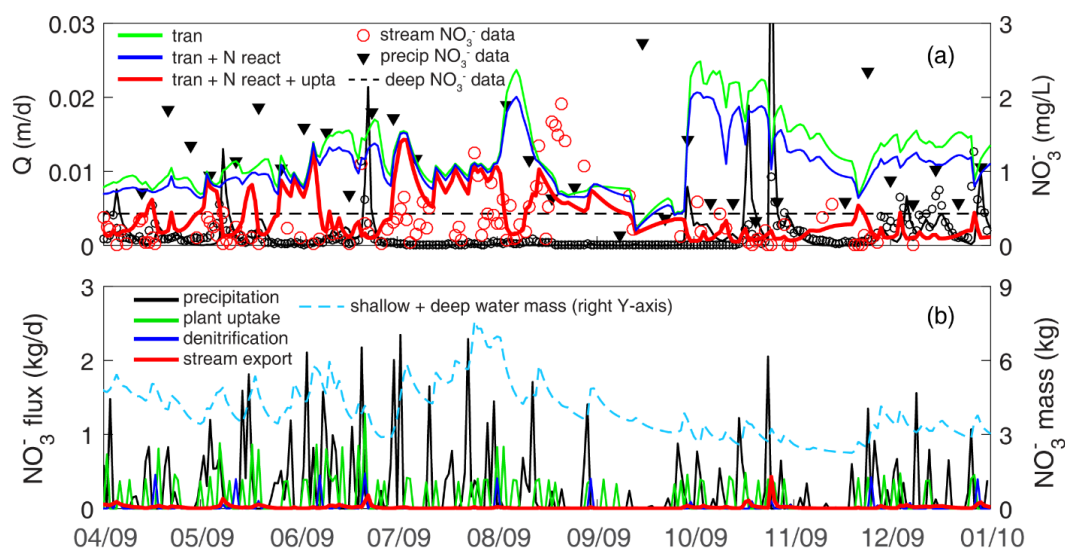 0.03
0.02
0.01
0
Q (m/d)
tran
tran + N react
tran + N react + upta
stream NO₃⁻ data
precip NO₃⁻ data
deep NO₃⁻ data
(a)
3
2
1
0
NO₃⁻ (mg/L)
3
2
1
0
NO₃⁻ flux (kg/d)
precipitation
plant uptake
denitrification
stream export
shallow + deep water mass (right Y-axis)
(b)
9
6
3
0
NO₃⁻ mass (kg)
04/09 05/09 06/09 07/09 08/09 09/09 10/09 11/09 12/09 01/10